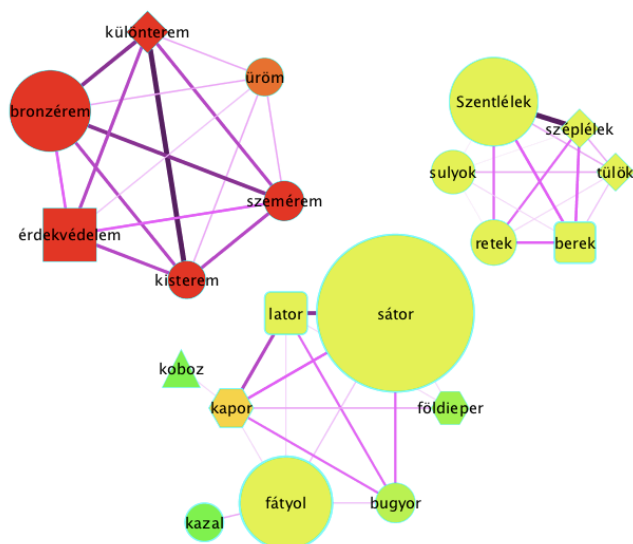 különterem
üröm
bronzérem
szemérem
érdekvédelem
kisterem
Szentlélek
széplélek
sulyok
tülök
retek
berek
lator
sátor
koboz
kapor
földieper
fátyol
bugyor
kazal